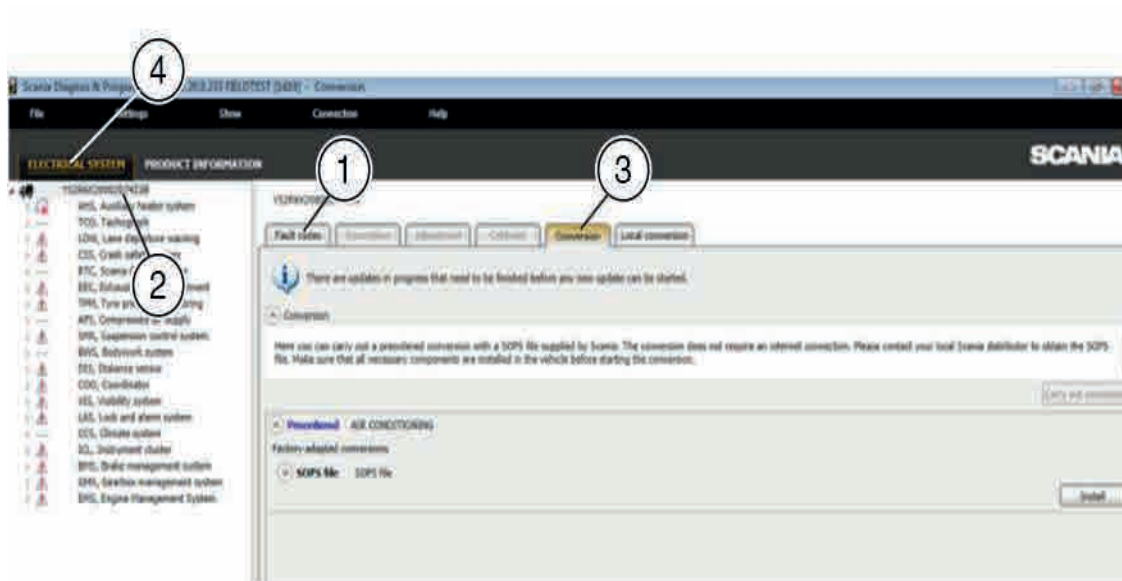 4
FIELDTEST
- Conversion
File Settings Show Connection Help
ELECTRICAL SYSTEM PRODUCT INFORMATION
SCANIA
1
3
2
AHS, Auxiliary heater system
TCO, Tachograph
LDW, Lane departure warning
CSS, Crash safety
RTC, Scania
EEC, Exhaust
TPM, Tyre
APS, Compressed supply
SMS, Suspension control system
BWS, Bodywork system
DIS, Distance sensor
COO, Coordinator
VIS, Visibility system
LAS, Lock and alarm system
CCS, Climate system
ICL, Instrument cluster
BMS, Brake management system
GMS, Gearbox management system
EMS, Engine Management System
Fault codes Conversion Local conversion
There are updates in progress that need to be finished before you new update can be started.
Conversion
Here you can carry out a preordered conversion with a SOPS file supplied by Scania. The conversion does not require an internet connection. Please contact your local Scania distributor to obtain the SOPS
file. Make sure that all necessary components are installed in the vehicle before starting the conversion.
Carry out
Preordered AIR CONDITIONING
Factory-adapted conversions
SOPS file SOPS file
Install